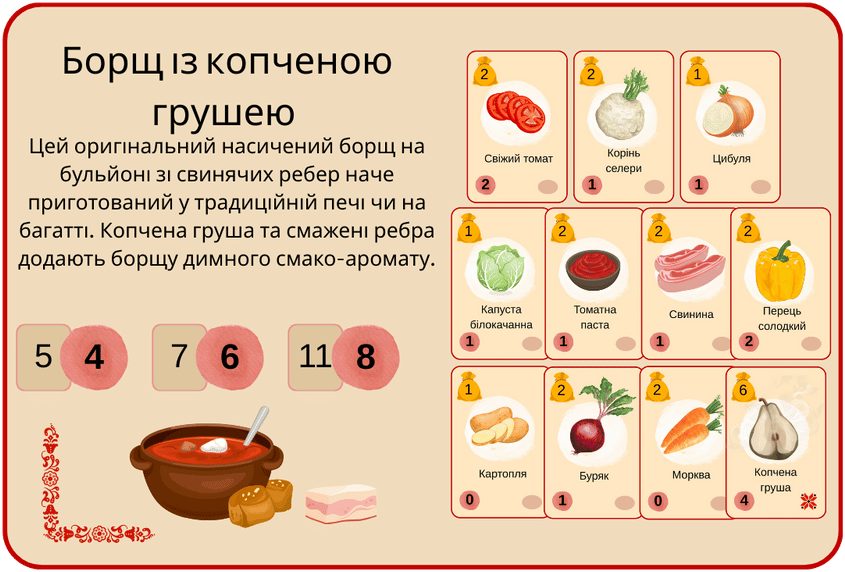 Борщ із копченою
грушею
Цей оригінальний насичений борщ на
бульйоні зі свинячих ребер наче
приготований у традиційній печі чи на
багатті. Копчена груша та смажені ребра
додають борщу димного смако-аромату.
5 4 7 6 11 8
2 2 1
Свіжий томат
Корінь
селери
Цибуля
2 1 1
1 2 2 2
Капуста
білокачанна
Томатна
паста
Свинина
Перець
солодкий
1 1 1 2
1 2 2 6
Картопля
Буряк
Морква
Копчена
груша
0 1 0 4